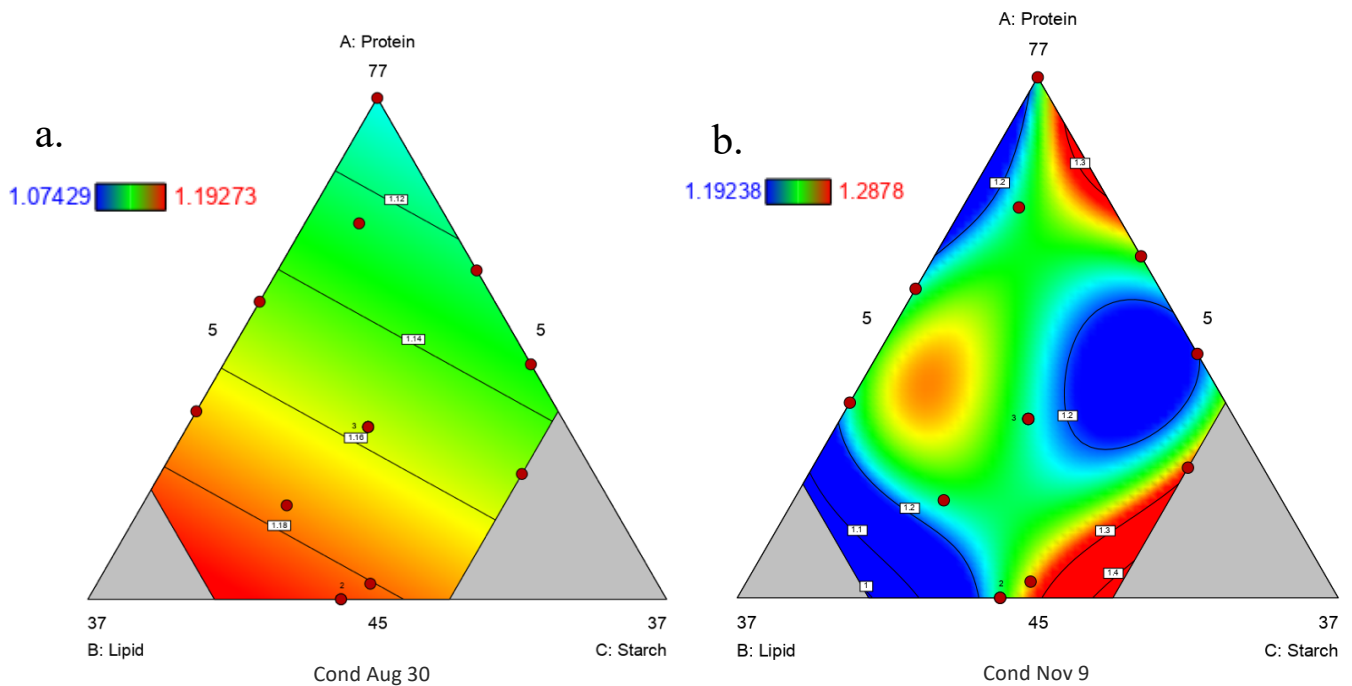 A: Protein
77
a.
1.07429 1.19273
1.12
5 5
1.14
3
1.16
1.18
2
37 45 37
B: Lipid C: Starch
Cond Aug 30
A: Protein
77
b.
1.19238 1.2878
1.3
1.2
5 5
1.2
3
1.2
1.1
1.3
1.4
1
2
37 45 37
B: Lipid C: Starch
Cond Nov 9